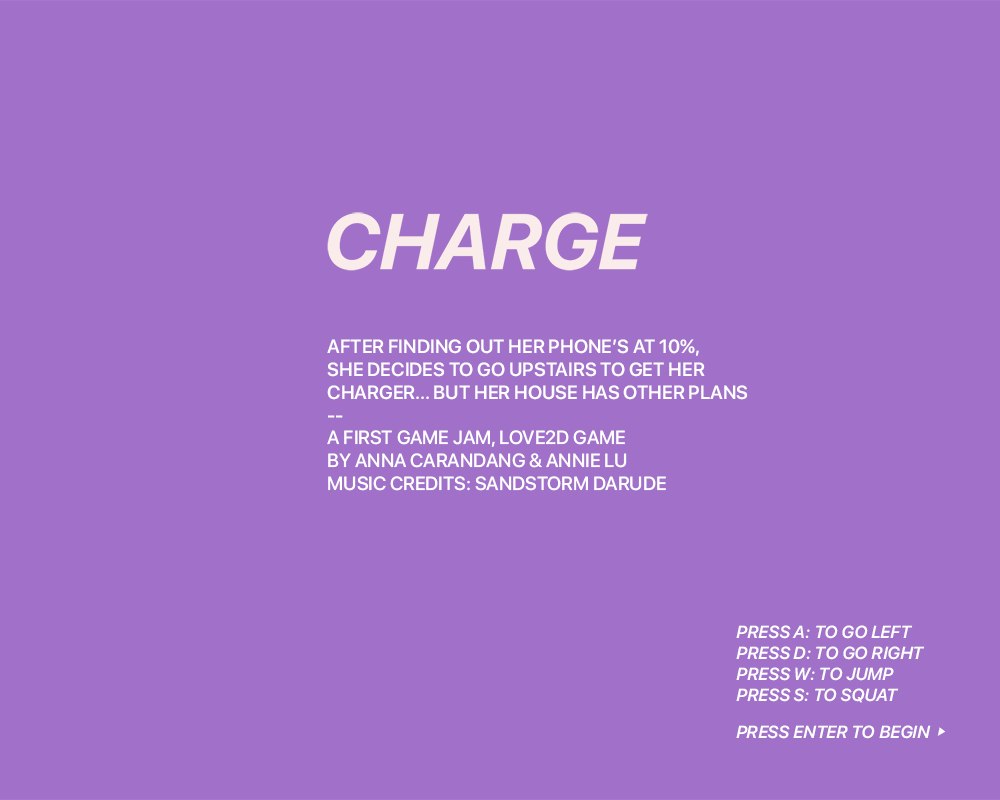 CHARGE
AFTER FINDING OUT HER PHONE’S AT 10%,
SHE DECIDES TO GO UPSTAIRS TO GET HER
CHARGER... BUT HER HOUSE HAS OTHER PLANS
--
A FIRST GAME JAM, LOVE2D GAME
BY ANNA CARANDANG & ANNIE LU
MUSIC CREDITS: SANDSTORM DARUDE
PRESS A: TO GO LEFT
PRESS D: TO GO RIGHT
PRESS W: TO JUMP
PRESS S: TO SQUAT
PRESS ENTER TO BEGIN ▸